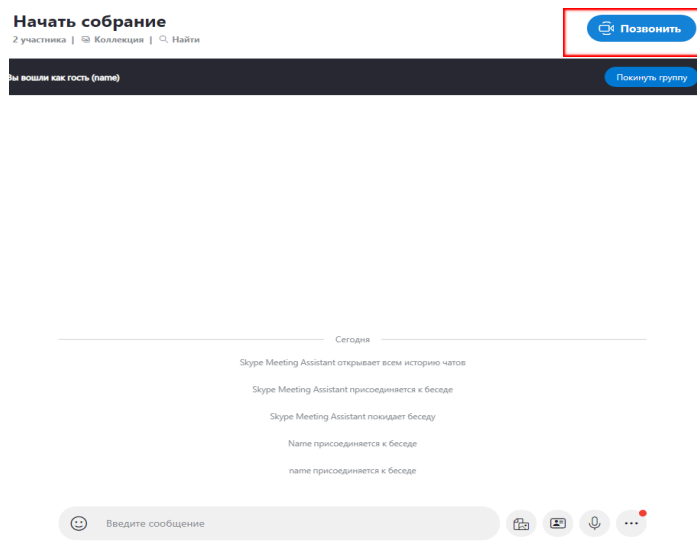 Начать собрание
Позвонить
2 участника | Коллекция | Найти
Вы вошли как гость (name)
Покинуть группу
Сегодня
Skype Meeting Assistant открывает всем историю чатов
Skype Meeting Assistant присоединяется к беседе
Skype Meeting Assistant покидает беседу
Name присоединяется к беседе
name присоединяется к беседе
Введите сообщение